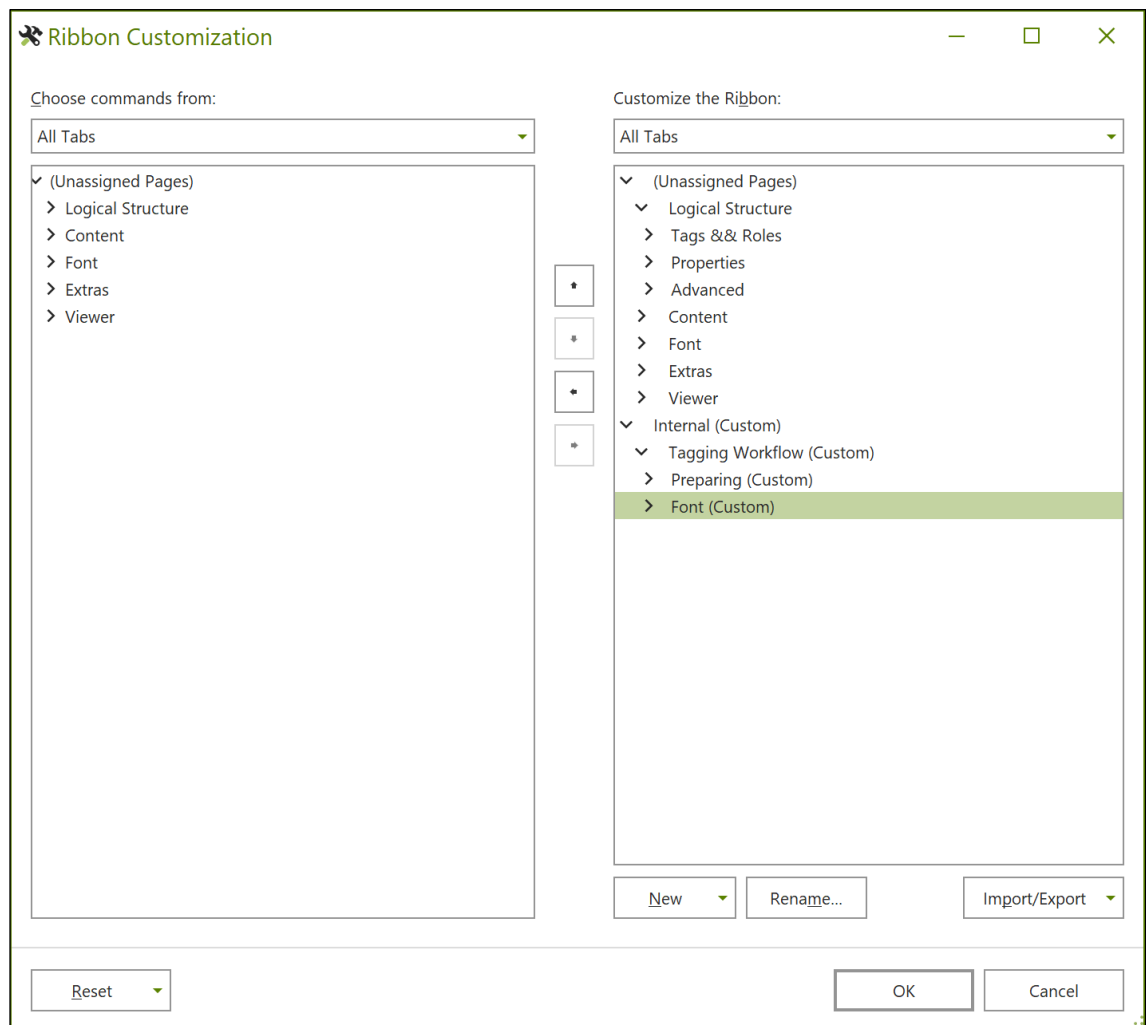 Ribbon Customization
Choose commands from:
All Tabs
(Unassigned Pages)
Logical Structure
Content
Font
Extras
Viewer
Customize the Ribbon:
All Tabs
(Unassigned Pages)
Logical Structure
Tags && Roles
Properties
Advanced
Content
Font
Extras
Viewer
Internal (Custom)
Tagging Workflow (Custom)
Preparing (Custom)
Font (Custom)
New
Rename...
Import/Export
Reset
OK
Cancel